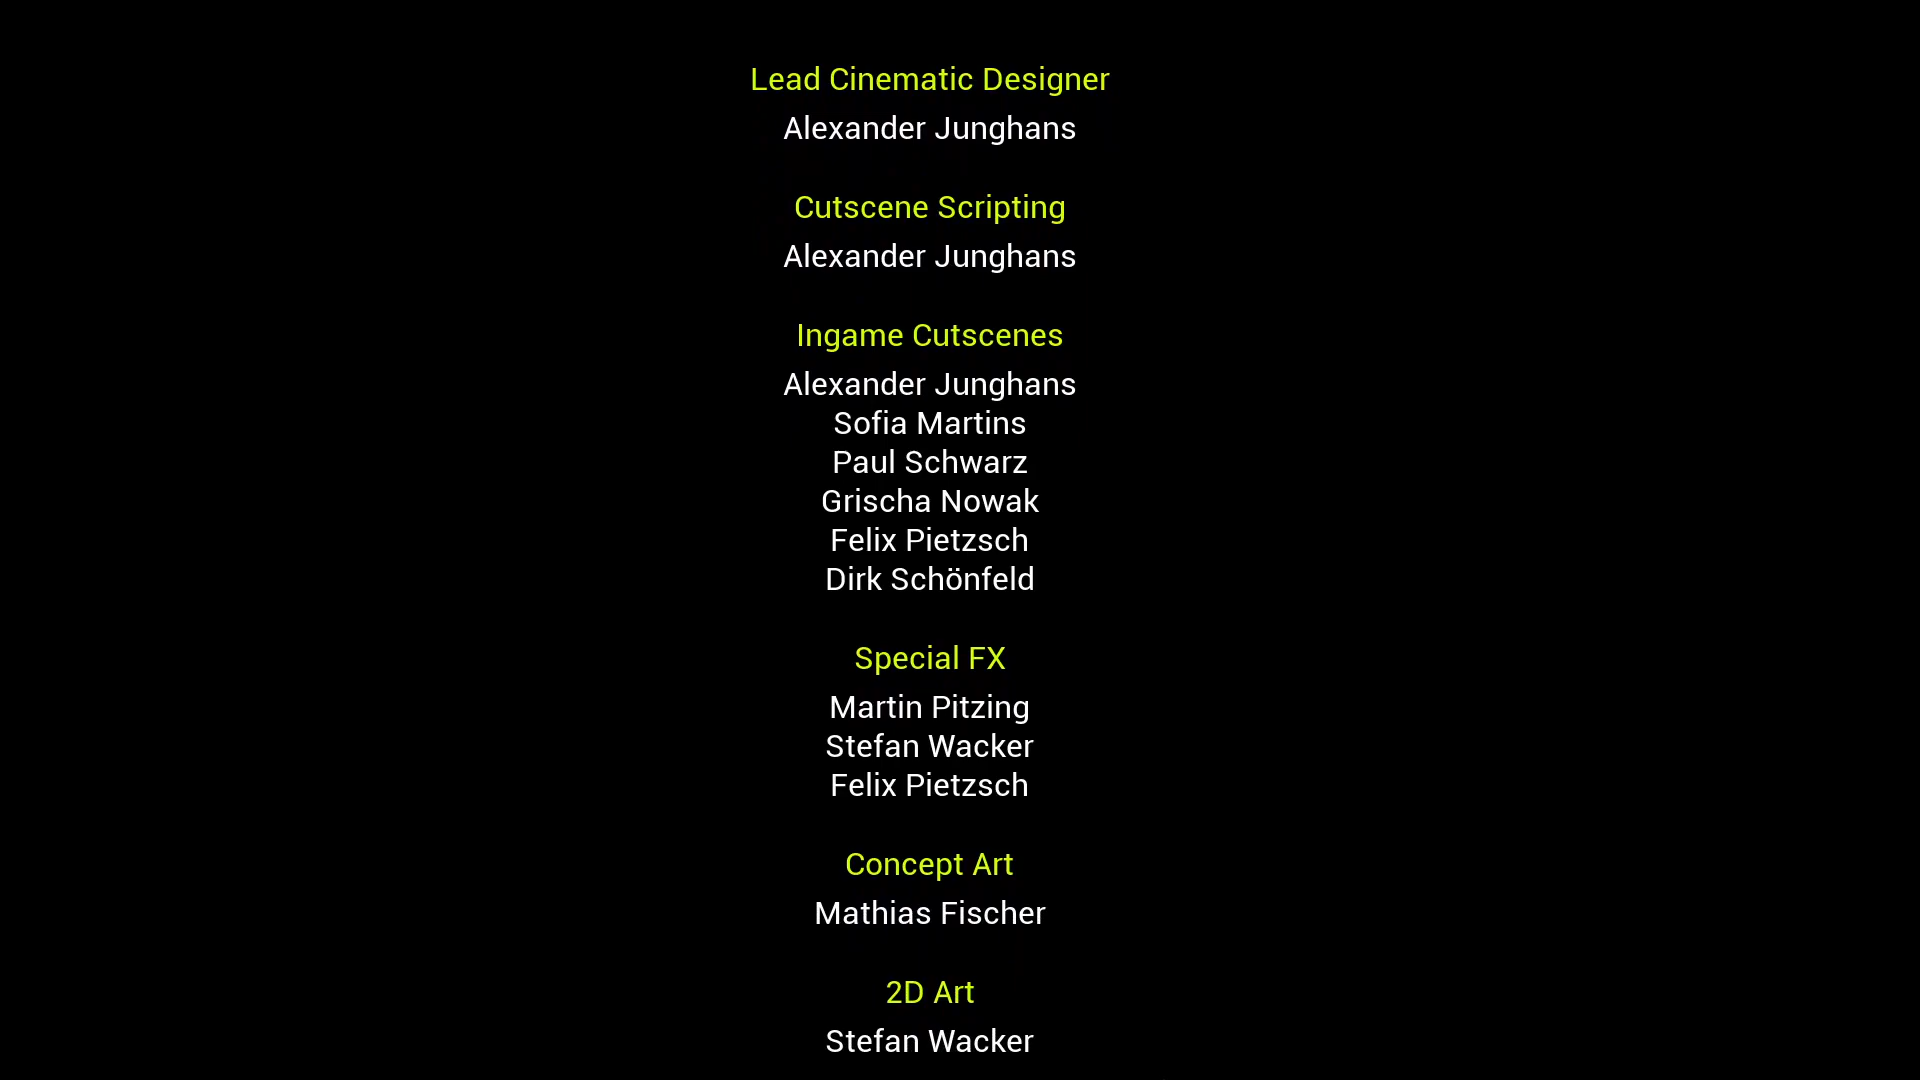 Lead Cinematic Designer
Alexander Junghans
Cutscene Scripting
Alexander Junghans
Ingame Cutscenes
Alexander Junghans
Sofia Martins
Paul Schwarz
Grischa Nowak
Felix Pietzsch
Dirk Schönfeld
Special FX
Martin Pitzing
Stefan Wacker
Felix Pietzsch
Concept Art
Mathias Fischer
2D Art
Stefan Wacker